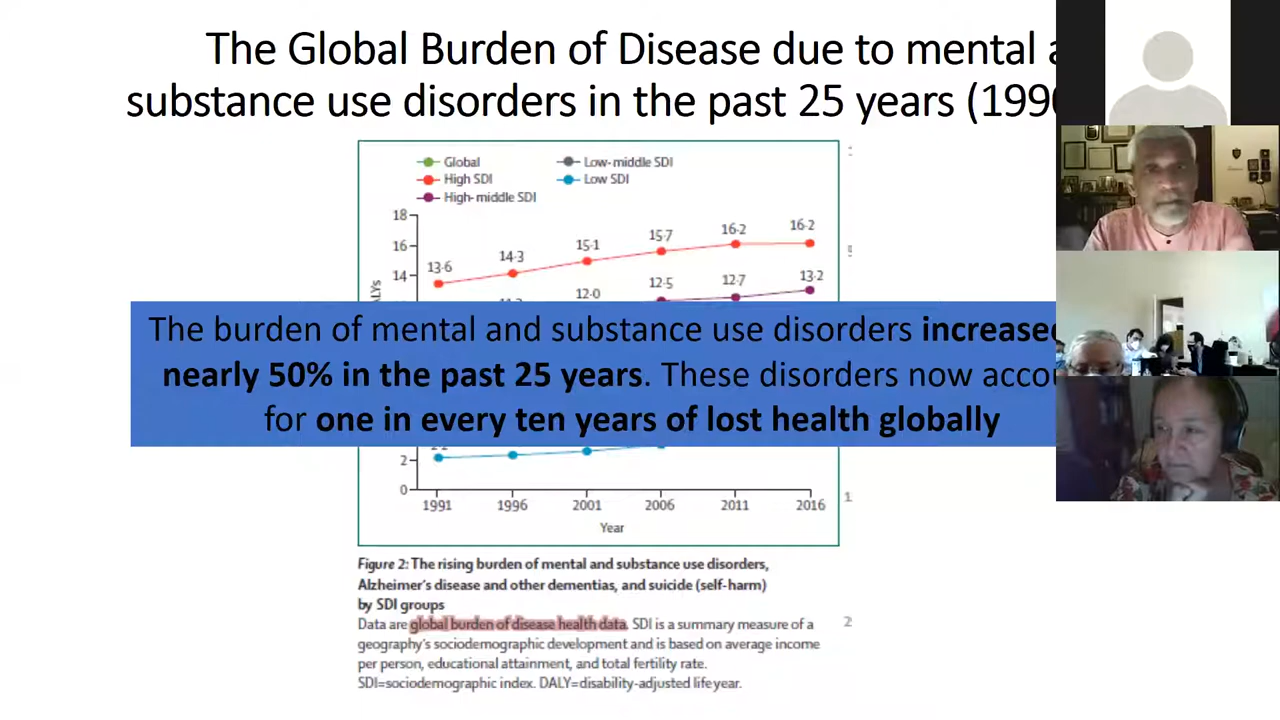 The Global Burden of Disease due to mental a
substance use disorders in the past 25 years (1990
Global
High SDI
High-middle SDI
Low-middle SDI
Low SDI
18
16
14
13·6
14·3
15·1
15·7
16·2
16·2
12·0
12·5
12·7
13·2
The burden of mental and substance use disorders increased
nearly 50% in the past 25 years. These disorders now accou
for one in every ten years of lost health globally
2
0
1991 1996 2001 2006 2011 2016
Year
Figure 2: The rising burden of mental and substance use disorders,
Alzheimer's disease and other dementias, and suicide (self-harm)
by SDI groups
Data are global burden of disease health data. SDI is a summary measure of a
geography's sociodemographic development and is based on average income
per person, educational attainment, and total fertility rate.
SDI=sociodemographic index. DALY=disability-adjusted life year.